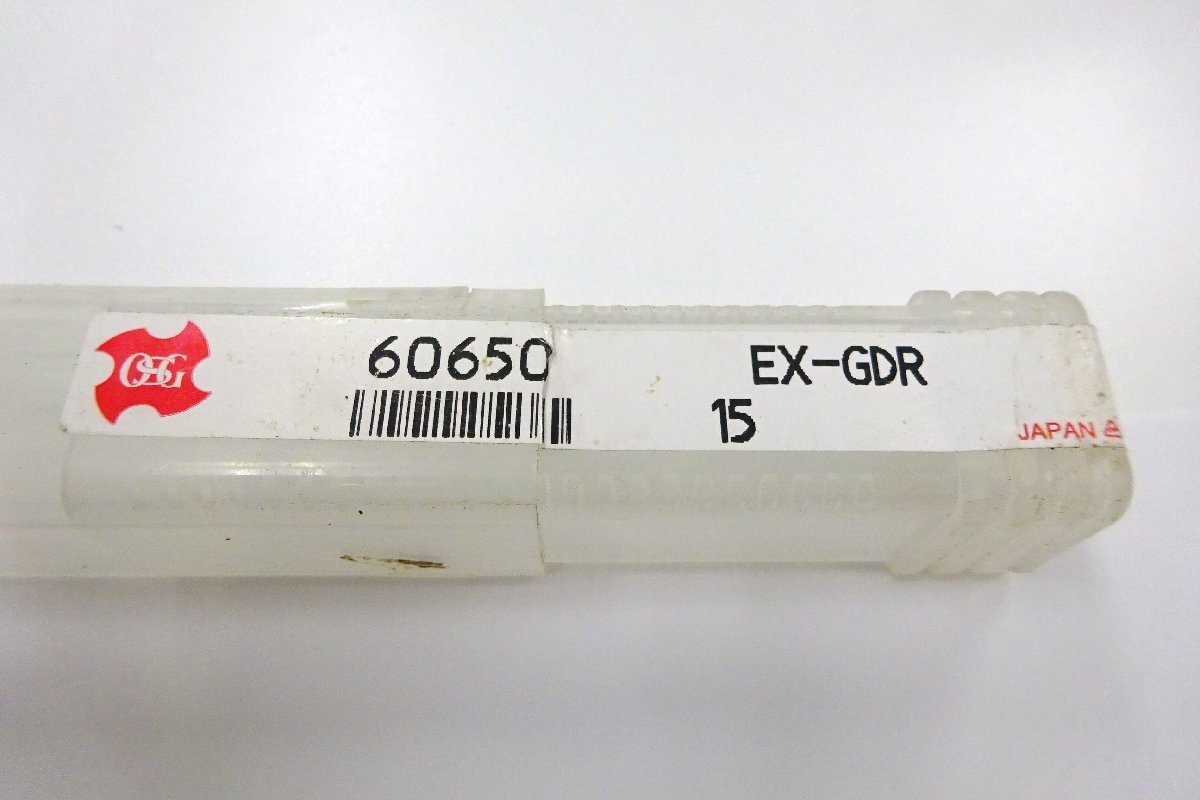 OSG
60650
EX-GDR
15
JAPAN